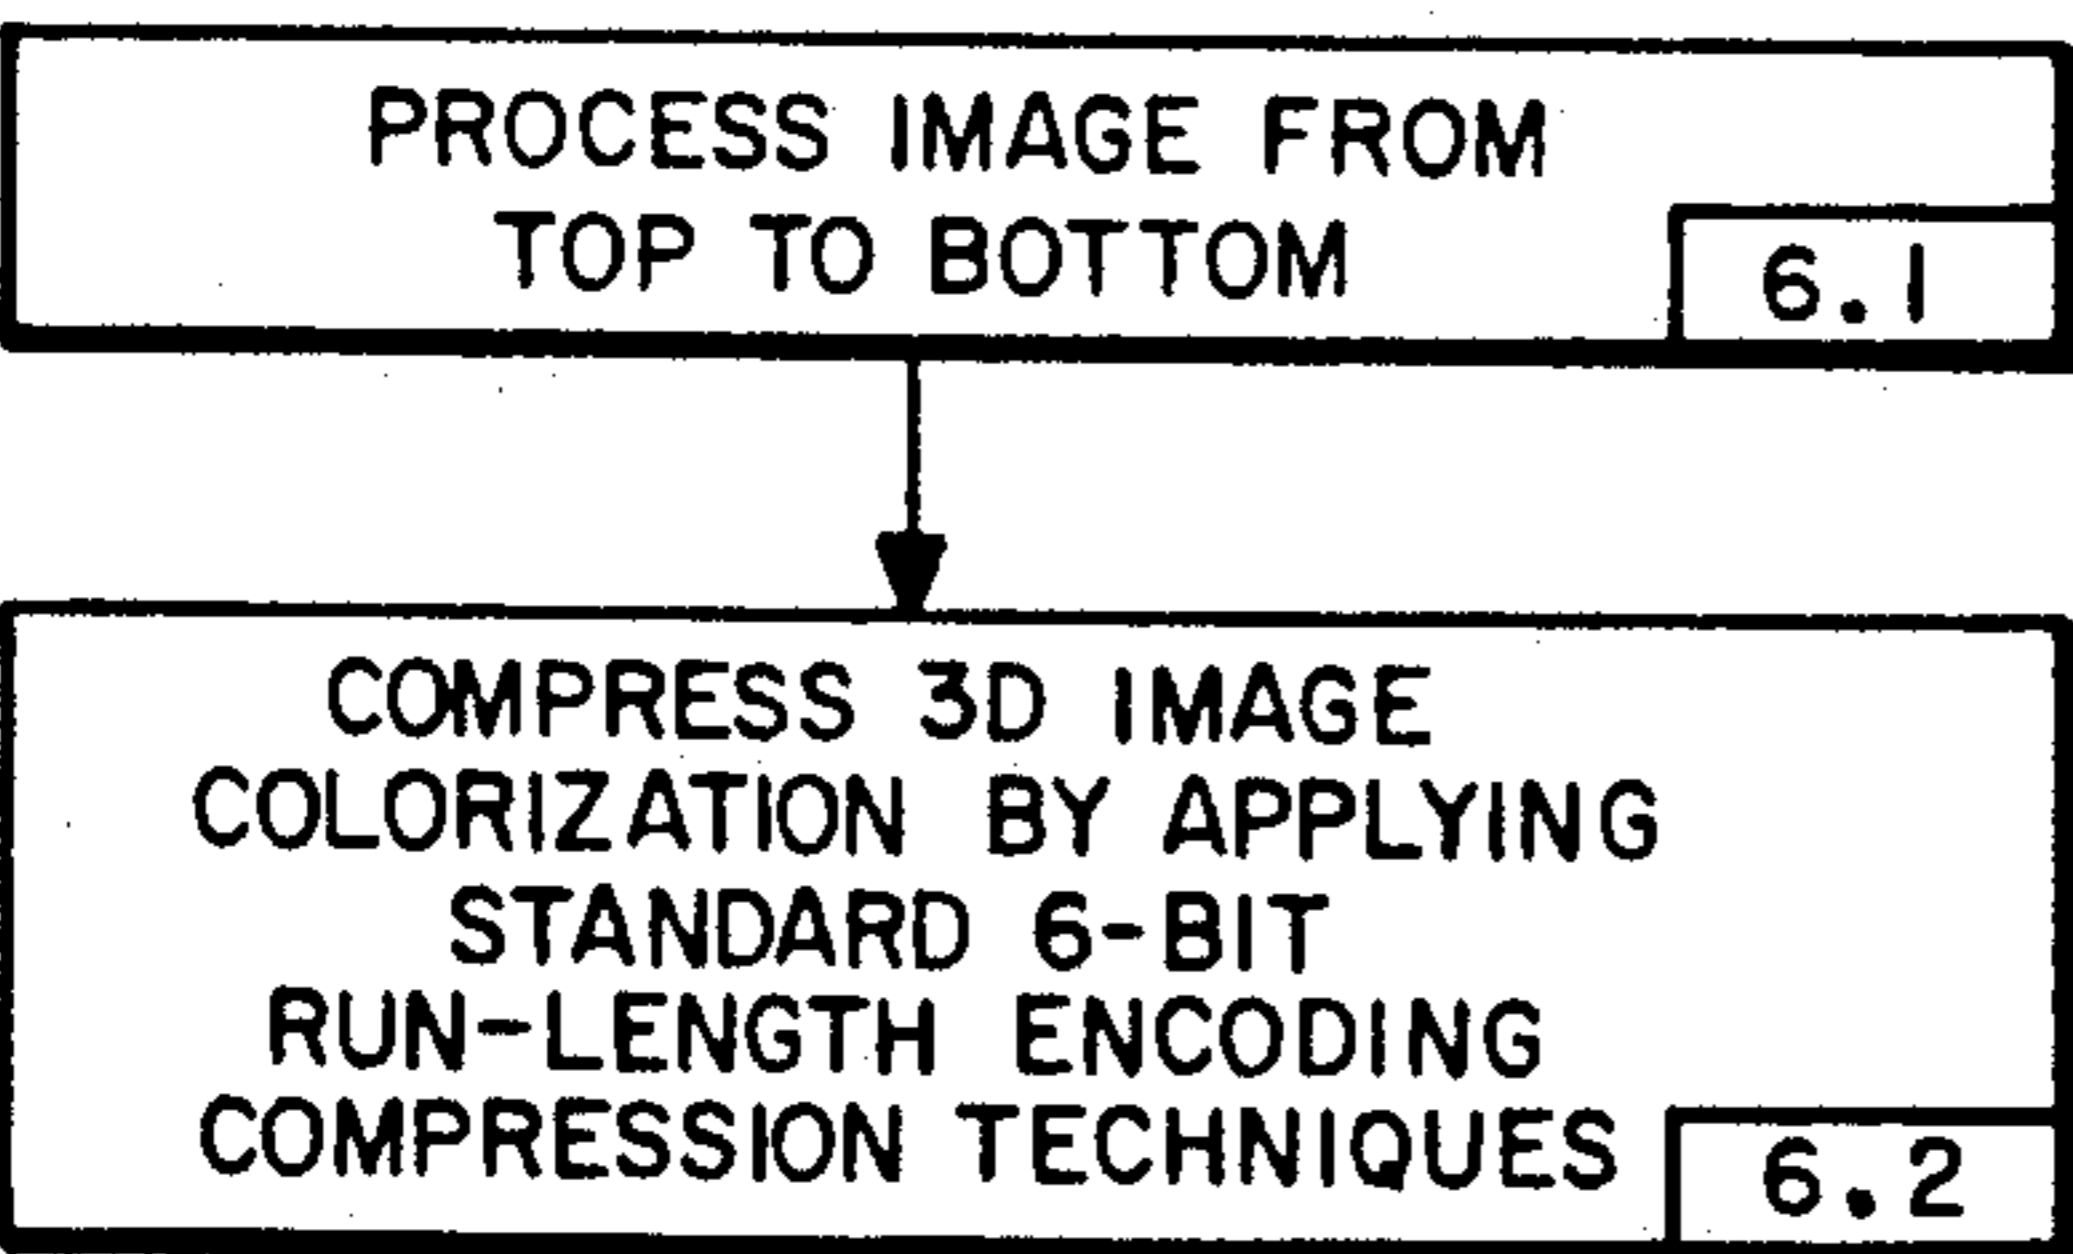 PROCESS IMAGE FROM
TOP TO BOTTOM
6.1
COMPRESS 3D IMAGE
COLORIZATION BY APPLYING
STANDARD 6-BIT
RUN-LENGTH ENCODING
COMPRESSION TECHNIQUES
6.2